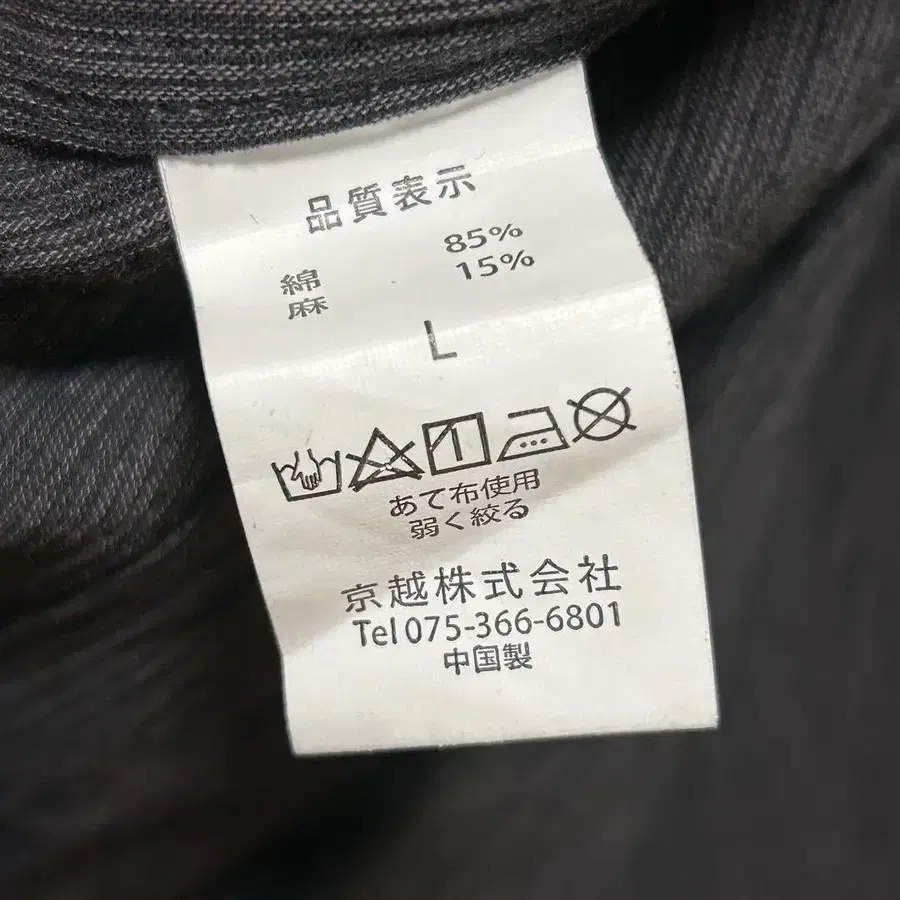 品質表示
綿 85%
麻 15%
L
あて布使用
弱く絞る
京越株式会社
Tel 075-366-6801
中国製